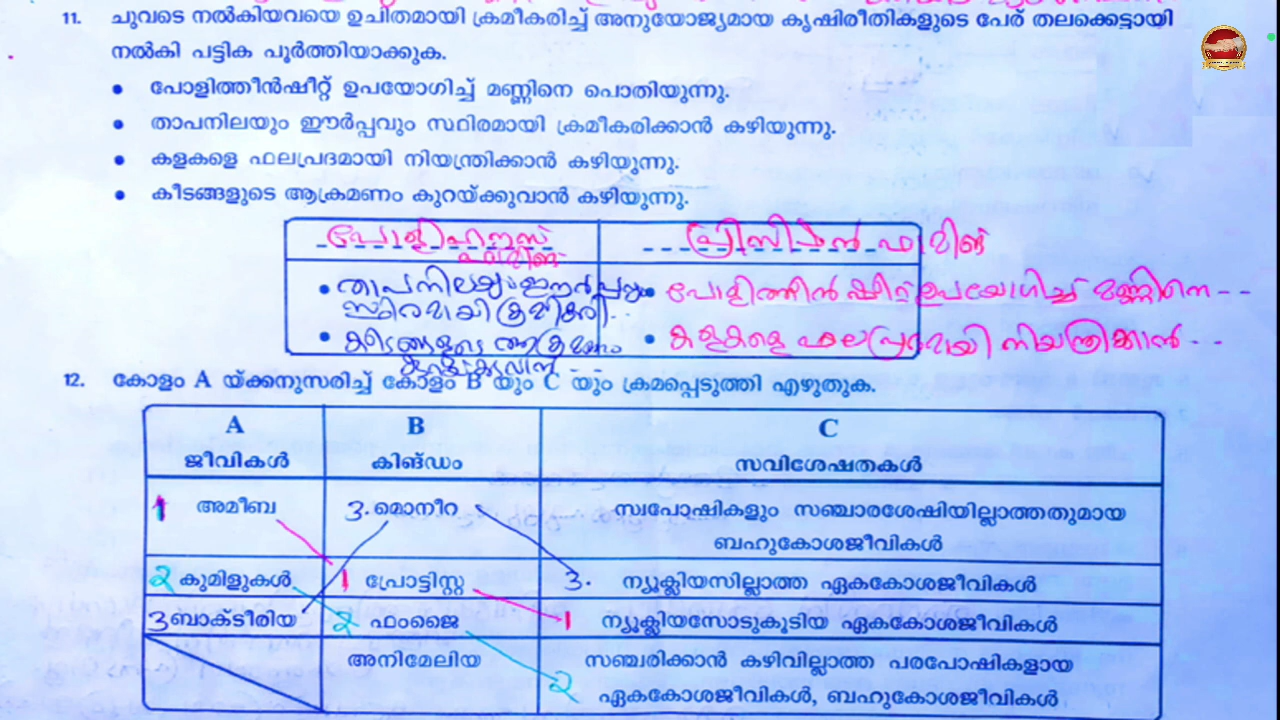 11. ചുവടെ നൽകിയവയെ ഉചിതമായി ക്രമീകരിച്ച് അനുയോജ്യമായ കൃഷിരീതികളുടെ പേര് തലക്കെട്ടായി
നൽകി പട്ടിക പൂർത്തിയാക്കുക.
• പോളിത്തീൻഷീറ്റ് ഉപയോഗിച്ച് മണ്ണിനെ പൊതിയുന്നു.
• താപനിലയും ഈർപ്പവും സ്ഥിരമായി ക്രമീകരിക്കാൻ കഴിയുന്നു.
• കളകളെ ഫലപ്രദമായി നിയന്ത്രിക്കാൻ കഴിയുന്നു.
• കീടങ്ങളുടെ ആക്രമണം കുറയ്ക്കുവാൻ കഴിയുന്നു.
പോളിഹൗസ് ഫാമിങ്
പ്രിസിഷൻ ഫാമിങ്
• താപനിലയും ഈർപ്പവും
സ്ഥിരമായി ക്രമീകരി...
• കീടങ്ങളുടെ ആക്രമണം
• പോളിത്തീൻ ഷീറ്റ് ഉപയോഗിച്ച് മണ്ണിനെ---
• കളകളെ ഫലപ്രദമായി നിയന്ത്രിക്കാൻ---
12. കോളം A യ്ക്കനുസരിച്ച് കോളം B യും C യും ക്രമപ്പെടുത്തി എഴുതുക.
A B C
ജീവികൾ കിങ്ഡം സവിശേഷതകൾ
1 അമീബ 3. മൊനീറ സ്വപോഷികളും സഞ്ചാരശേഷിയില്ലാത്തതുമായ
ബഹുകോശജീവികൾ
2 കുമിളുകൾ 1 പ്രോട്ടിസ്റ്റ 3. ന്യൂക്ലിയസില്ലാത്ത ഏകകോശജീവികൾ
3 ബാക്ടീരിയ 2 ഫംജൈ 1 ന്യൂക്ലിയസോടുകൂടിയ ഏകകോശജീവികൾ
അനിമേലിയ സഞ്ചരിക്കാൻ കഴിവില്ലാത്ത പരപോഷികളായ
2 ഏകകോശജീവികൾ, ബഹുകോശജീവികൾ